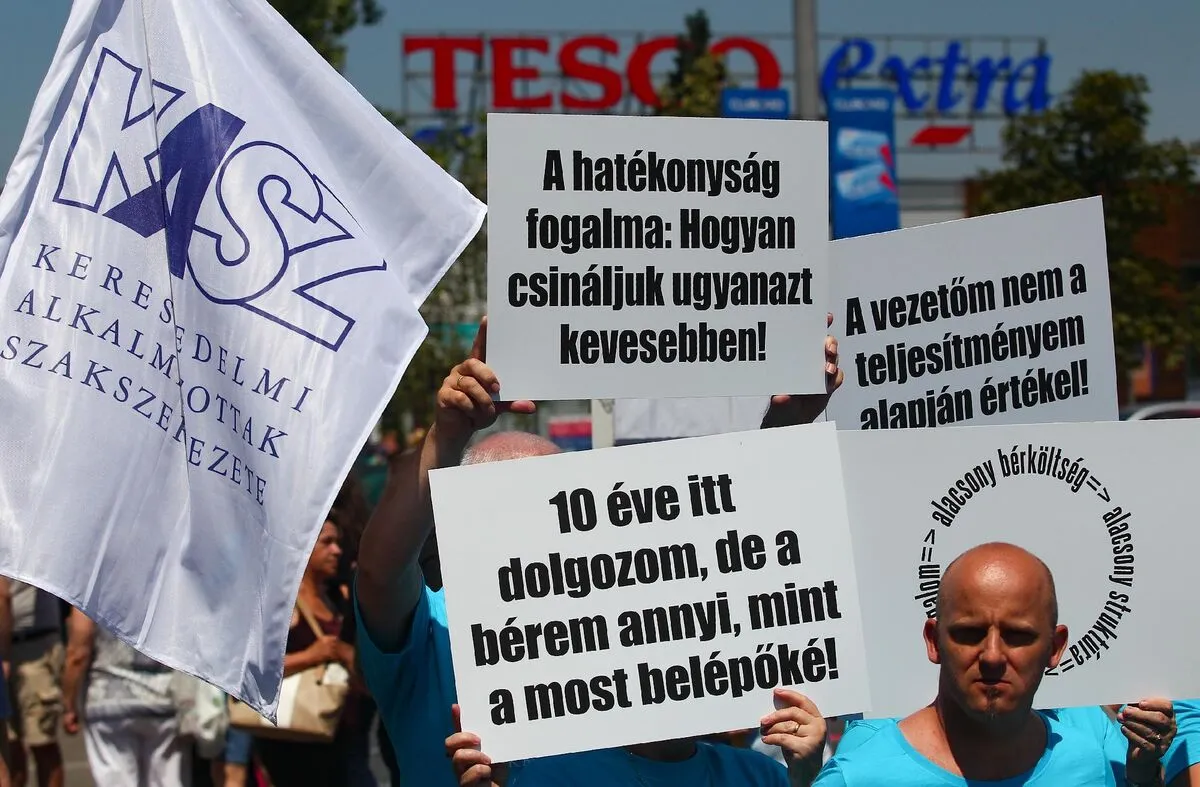 TESCO extra
KASZ
KERESKEDELMI
ALKALMAZOTTAK
SZAKSZERVEZETE
A hatékonyság
fogalma: Hogyan
csináljuk ugyanazt
kevesebben!
A vezetőm nem a
teljesítményem
alapján értékel!
10 éve itt
dolgozom, de a
bérem annyi, mint
a most belépőké!
alacsony bérköltség=> alacsony struktúra=>